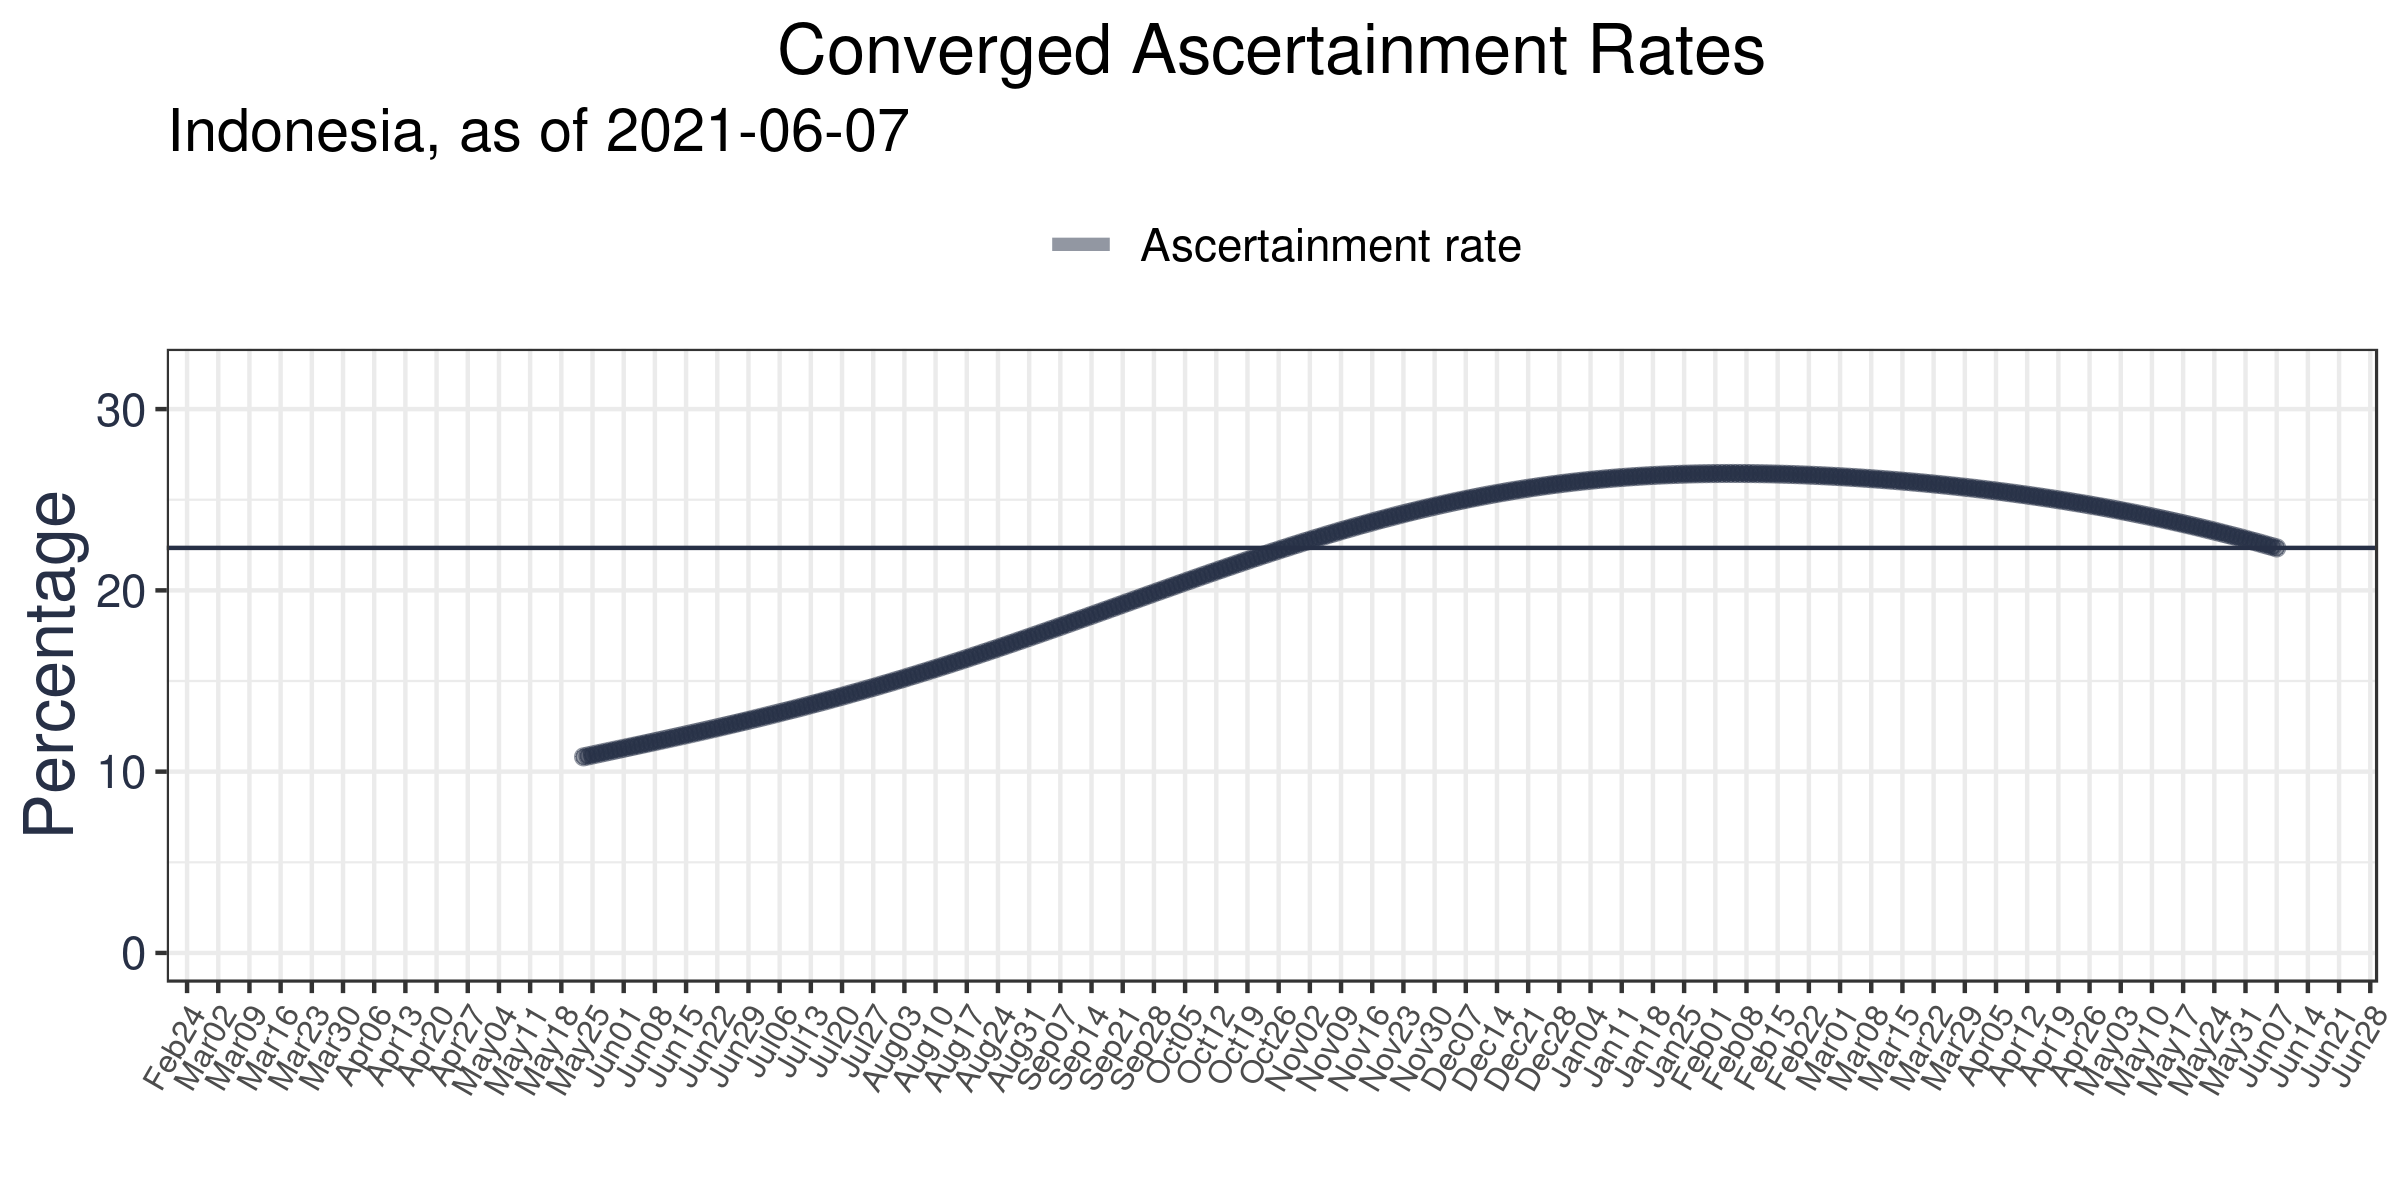 Converged Ascertainment Rates
Indonesia, as of 2021-06-07
Ascertainment rate
Percentage
30
20
10
0
Feb24 Mar02 Mar09 Mar16 Mar23 Mar30 Apr06 Apr13 Apr20 Apr27 May04 May11 May18 May25 Jun01 Jun08 Jun15 Jun22 Jun29 Jul06 Jul13 Jul20 Jul27 Aug03 Aug10 Aug17 Aug24 Aug31 Sep07 Sep14 Sep21 Sep28 Oct05 Oct12 Oct19 Oct26 Nov02 Nov09 Nov16 Nov23 Nov30 Dec07 Dec14 Dec21 Dec28 Jan04 Jan11 Jan18 Jan25 Feb01 Feb08 Feb15 Feb22 Mar01 Mar08 Mar15 Mar22 Mar29 Apr05 Apr12 Apr19 Apr26 May03 May10 May17 May24 May31 Jun07 Jun14 Jun21 Jun28